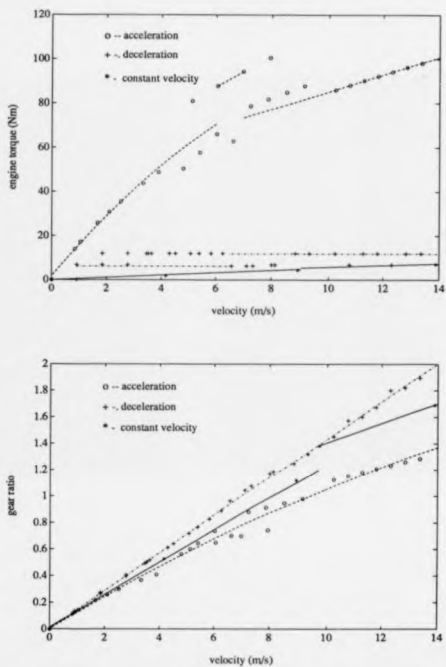 120
100
80
60
40
20
0
engine torque (Nm)
o -- acceleration
+ -. deceleration
* - constant velocity
0 2 4 6 8 10 12 14
velocity (m/s)
2
1.8
1.6
1.4
1.2
1
0.8
0.6
0.4
0.2
0
gear ratio
o -- acceleration
+ -. deceleration
* - constant velocity
0 2 4 6 8 10 12 14
velocity (m/s)